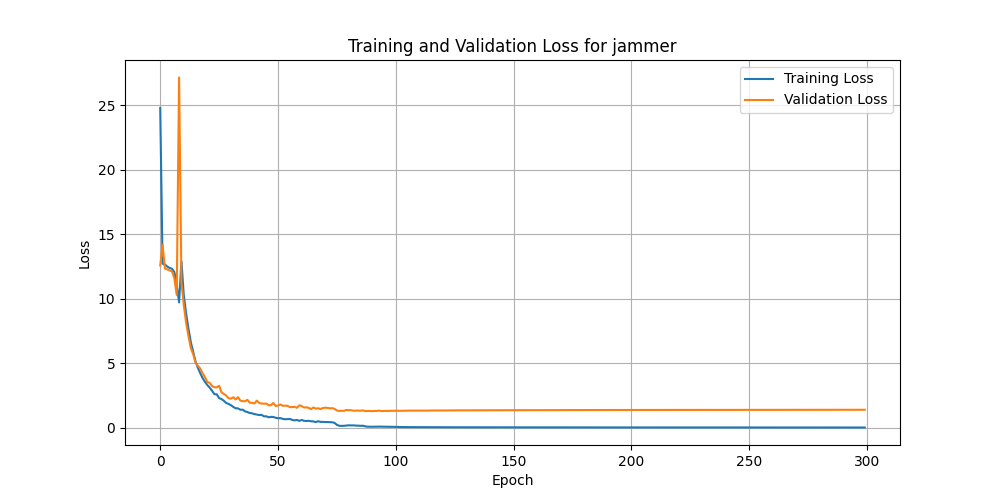 Training and Validation Loss for jammer
Training Loss
Validation Loss
Loss
25
20
15
10
5
0
0 50 100 150 200 250 300
Epoch